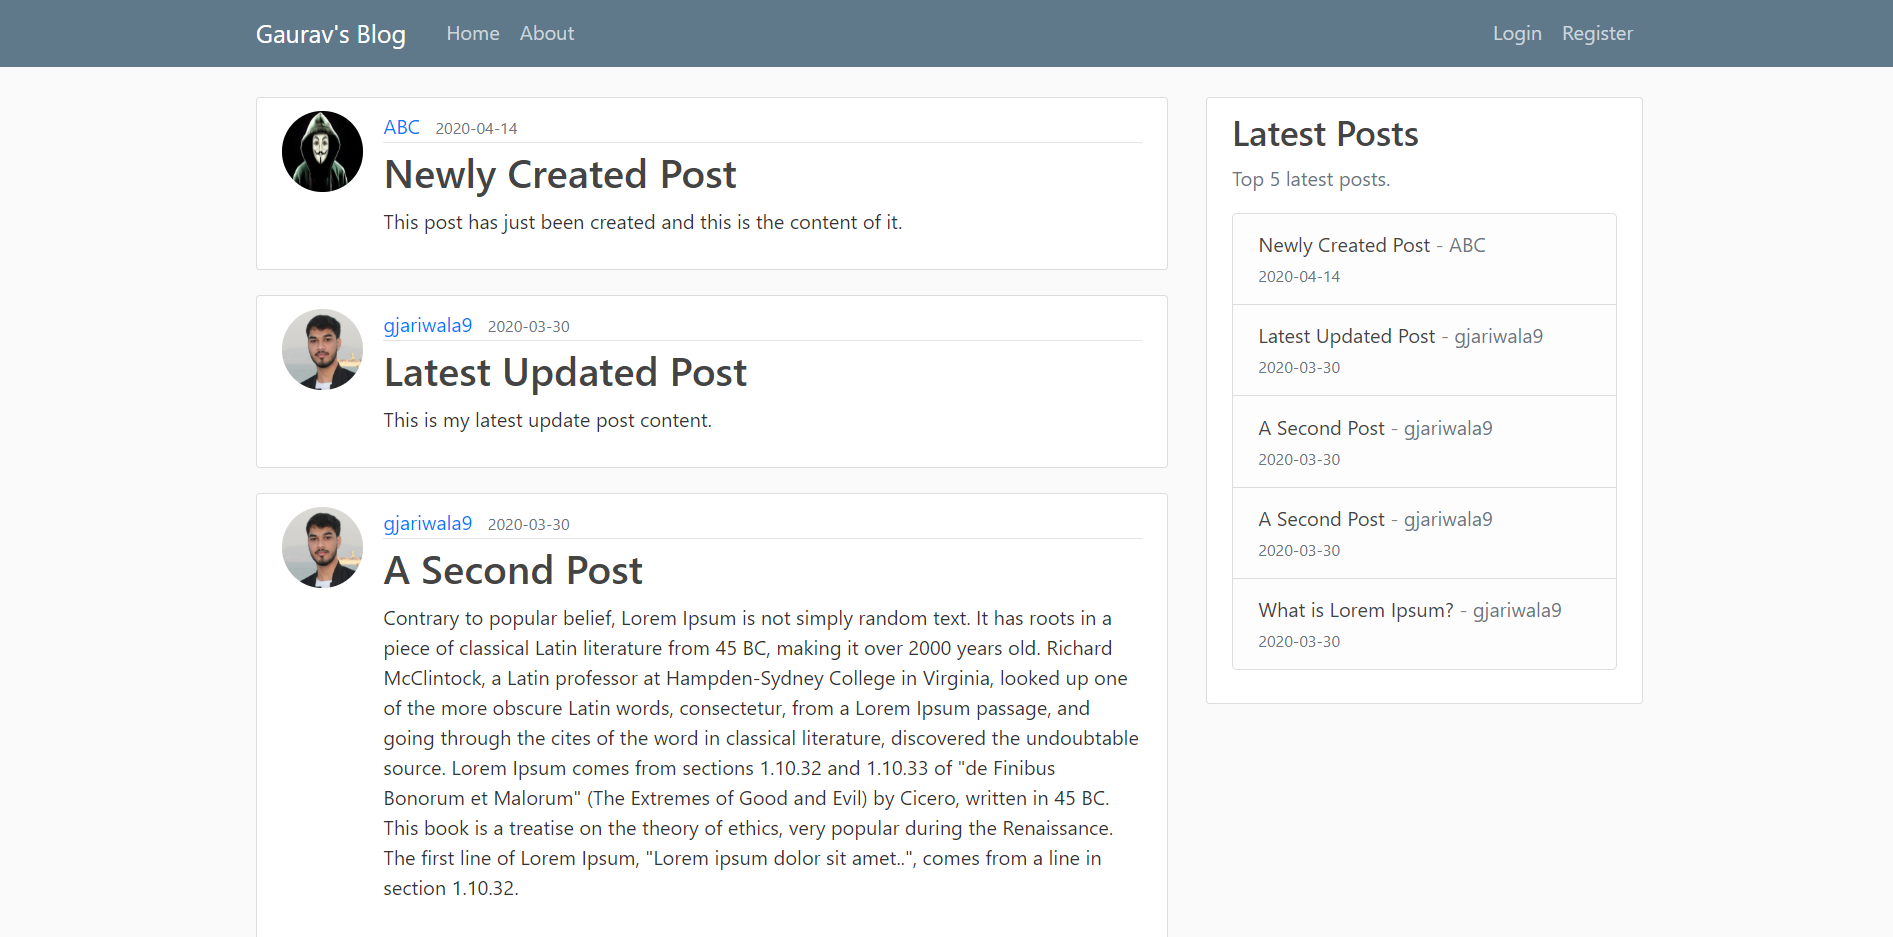 Gaurav's Blog Home About Login Register
ABC 2020-04-14
Newly Created Post
This post has just been created and this is the content of it.
gjariwala9 2020-03-30
Latest Updated Post
This is my latest update post content.
gjariwala9 2020-03-30
A Second Post
Contrary to popular belief, Lorem Ipsum is not simply random text. It has roots in a
piece of classical Latin literature from 45 BC, making it over 2000 years old. Richard
McClintock, a Latin professor at Hampden-Sydney College in Virginia, looked up one
of the more obscure Latin words, consectetur, from a Lorem Ipsum passage, and
going through the cites of the word in classical literature, discovered the undoubtable
source. Lorem Ipsum comes from sections 1.10.32 and 1.10.33 of "de Finibus
Bonorum et Malorum" (The Extremes of Good and Evil) by Cicero, written in 45 BC.
This book is a treatise on the theory of ethics, very popular during the Renaissance.
The first line of Lorem Ipsum, "Lorem ipsum dolor sit amet..", comes from a line in
section 1.10.32.
Latest Posts
Top 5 latest posts.
Newly Created Post - ABC
2020-04-14
Latest Updated Post - gjariwala9
2020-03-30
A Second Post - gjariwala9
2020-03-30
A Second Post - gjariwala9
2020-03-30
What is Lorem Ipsum? - gjariwala9
2020-03-30